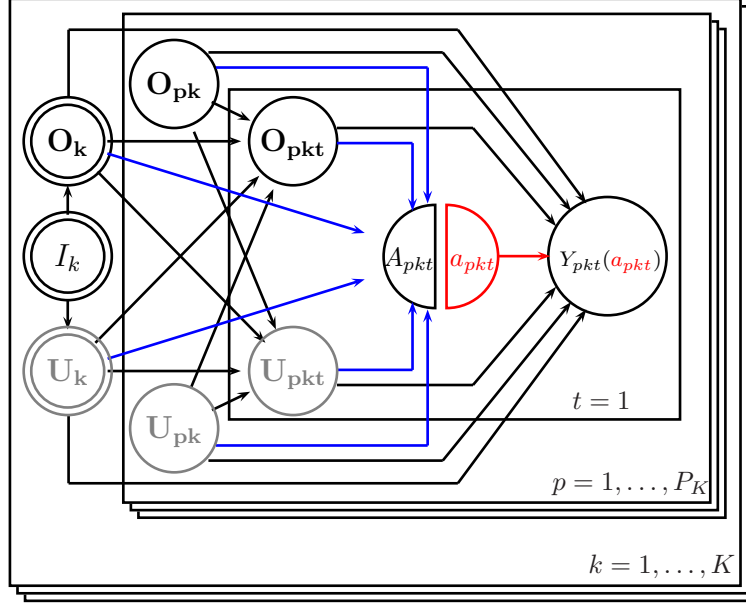 O_pk
O_k
O_pkt
I_k
A_pkt
a_pkt
Y_pkt(a_pkt)
U_k
U_pkt
U_pk
t = 1
p = 1, ..., P_K
k = 1, ..., K